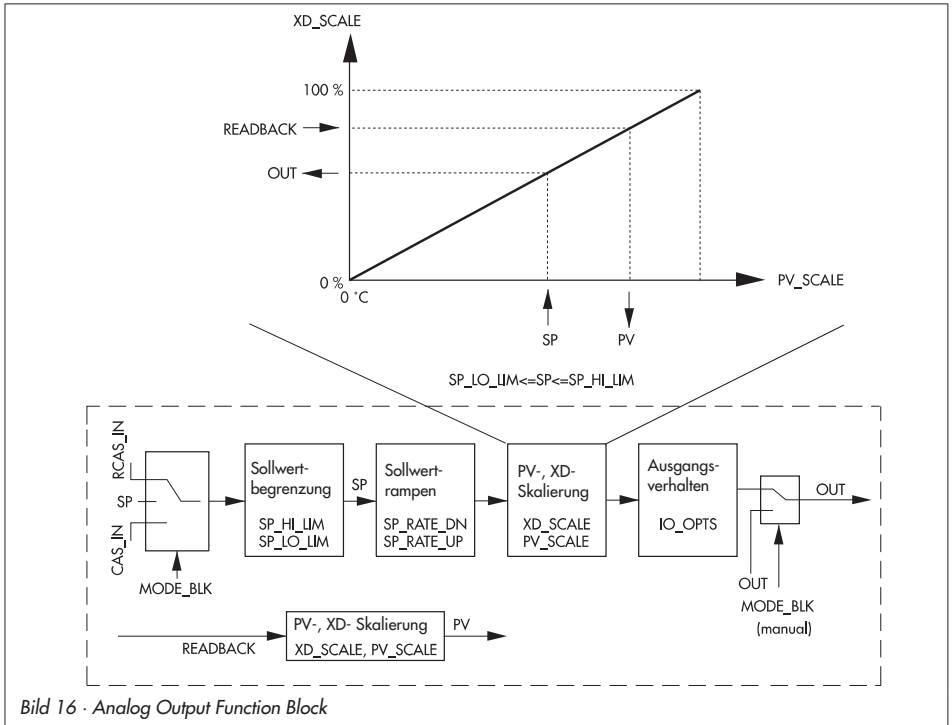 XD_SCALE
100 %
READBACK
OUT
0 %
0 °C
PV_SCALE
SP
PV
SP_LO_LIM<=SP<=SP_HI_LIM
RCAS_IN
SP
CAS_IN
MODE_BLK
Sollwert-
begrenzung
SP_HI_LIM
SP_LO_LIM
SP
Sollwert-
rampen
SP_RATE_DN
SP_RATE_UP
PV-, XD-
Skalierung
XD_SCALE
PV_SCALE
Ausgangs-
verhalten
IO_OPTS
OUT
OUT
MODE_BLK
(manual)
READBACK
PV-, XD- Skalierung
XD_SCALE, PV_SCALE
PV
Bild 16 · Analog Output Function Block